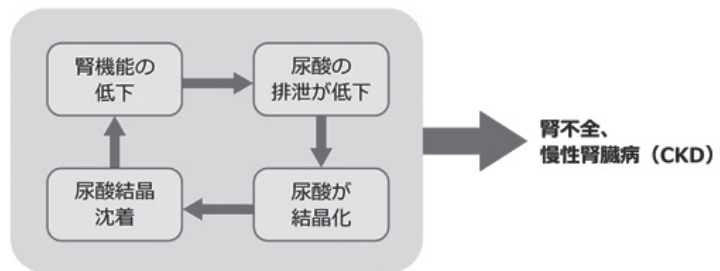 腎機能の
低下
尿酸の
排泄が低下
尿酸結晶
沈着
尿酸が
結晶化
腎不全、
慢性腎臓病（CKD）